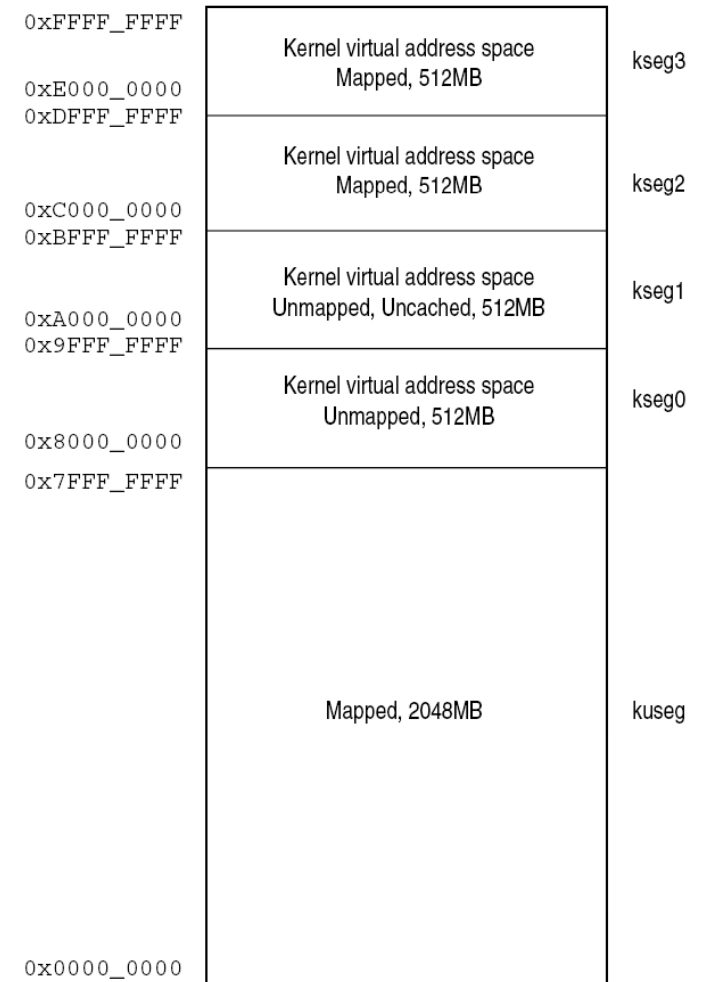 0xFFFF_FFFF
Kernel virtual address space
Mapped, 512MB
kseg3
0xE000_0000
0xDFFF_FFFF
Kernel virtual address space
Mapped, 512MB
kseg2
0xC000_0000
0xBFFF_FFFF
Kernel virtual address space
Unmapped, Uncached, 512MB
kseg1
0xA000_0000
0x9FFF_FFFF
Kernel virtual address space
Unmapped, 512MB
kseg0
0x8000_0000
0x7FFF_FFFF
Mapped, 2048MB
kuseg
0x0000_0000